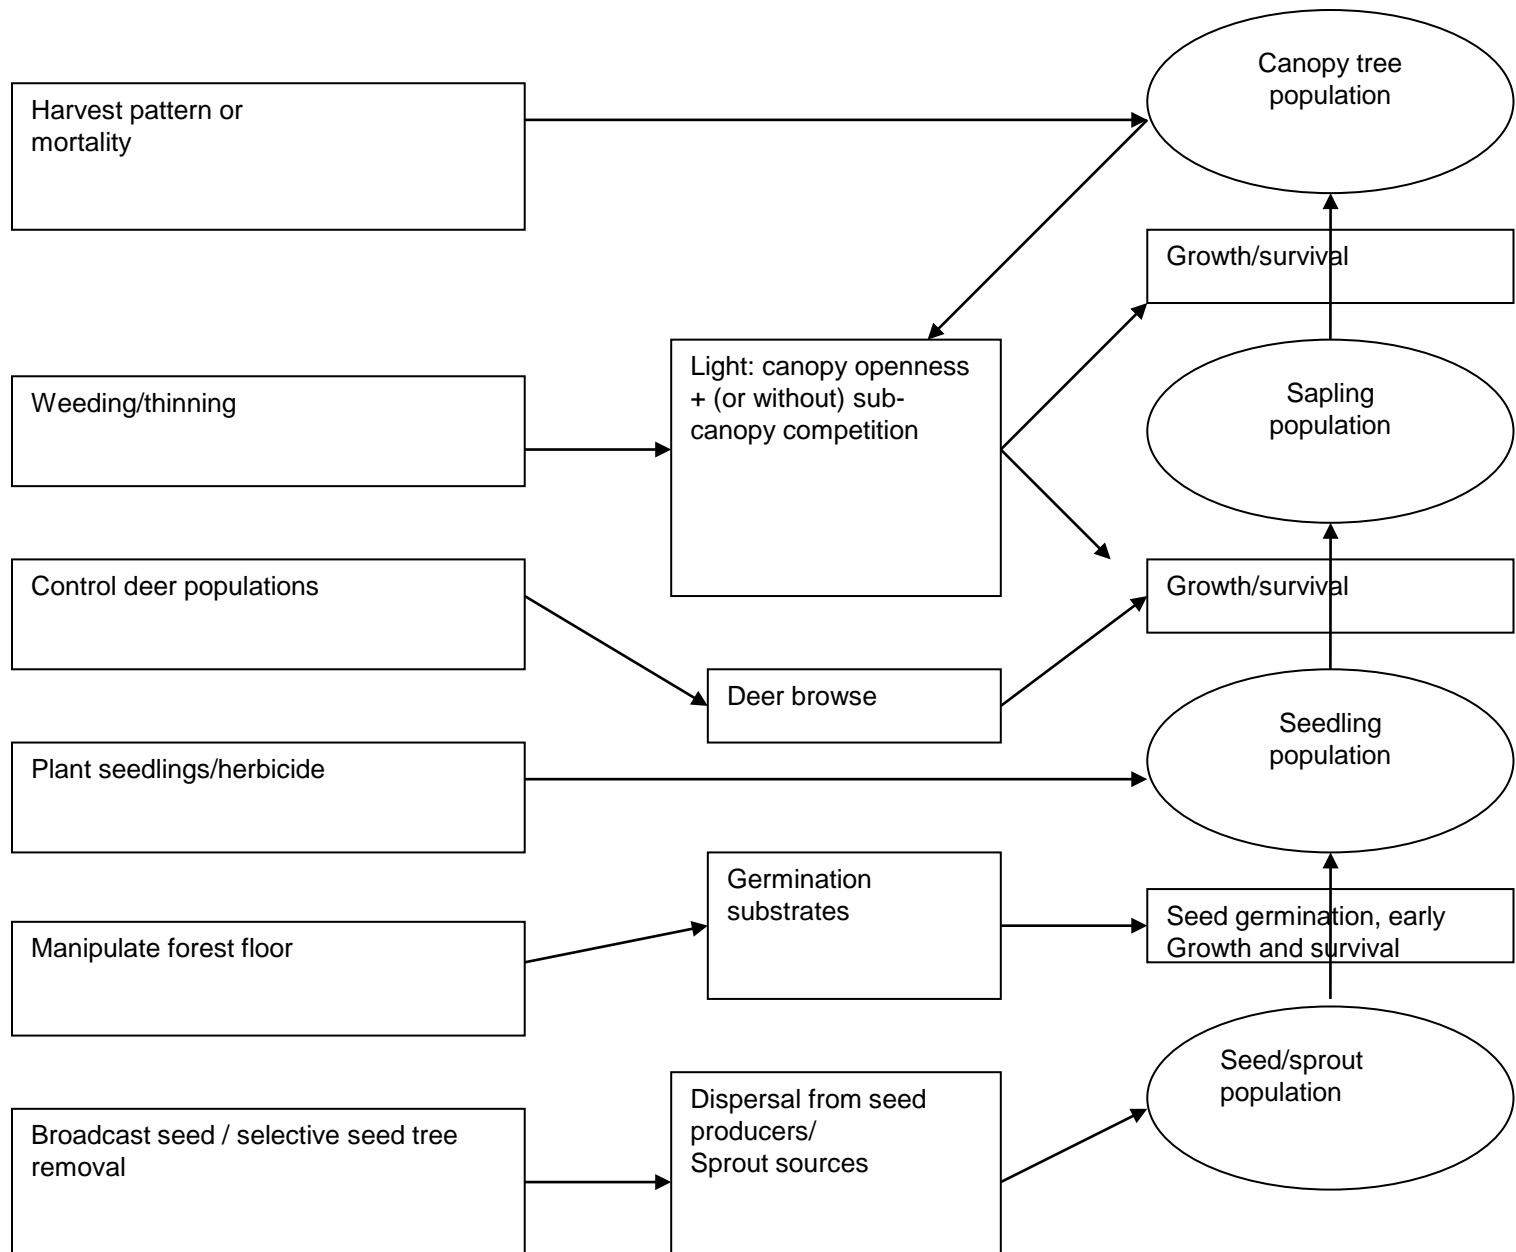 Canopy tree
population
Harvest pattern or
mortality
Growth/survival
Light: canopy openness
+ (or without) sub-
canopy competition
Weeding/thinning
Sapling
population
Control deer populations
Growth/survival
Deer browse
Seedling
population
Plant seedlings/herbicide
Germination
substrates
Seed germination, early
Growth and survival
Manipulate forest floor
Seed/sprout
population
Dispersal from seed
producers/
Sprout sources
Broadcast seed / selective seed tree
removal